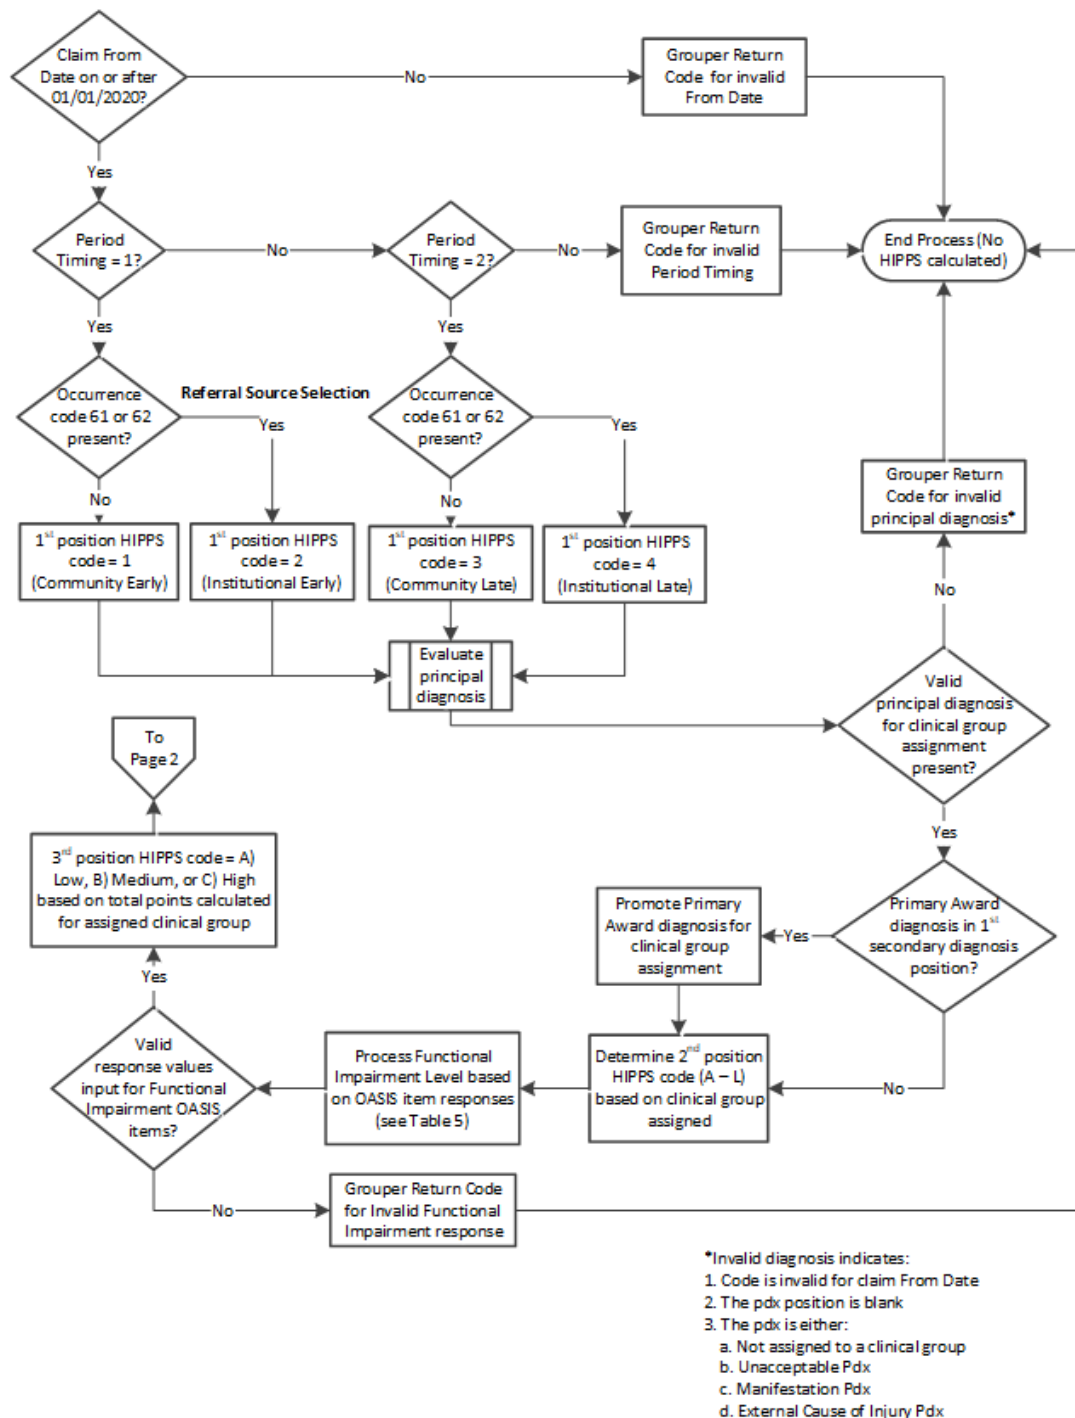 Claim From
Date on or after
01/01/2020?
No
Grouper Return
Code for invalid
From Date
Yes
Period
Timing = 1?
No
Period
Timing = 2?
No
Grouper Return
Code for invalid
Period Timing
End Process (No
HIPPS calculated)
Yes
Yes
Occurrence
code 61 or 62
present?
Referral Source Selection
Yes
Occurrence
code 61 or 62
present?
Yes
No
No
Grouper Return
Code for invalid
principal diagnosis*
1st position HIPPS
code = 1
(Community Early)
1st position HIPPS
code = 2
(Institutional Early)
1st position HIPPS
code = 3
(Community Late)
1st position HIPPS
code = 4
(Institutional Late)
No
Evaluate
principal
diagnosis
Valid
principal diagnosis
for clinical group
assignment
present?
To
Page 2
Yes
3rd position HIPPS code = A)
Low, B) Medium, or C) High
based on total points calculated
for assigned clinical group
Promote Primary
Award diagnosis for
clinical group
assignment
Yes
Primary Award
diagnosis in 1st
secondary diagnosis
position?
Yes
Valid
response values
input for Functional
Impairment OASIS
items?
Process Functional
Impairment Level based
on OASIS item responses
(see Table 5)
Determine 2nd position
HIPPS code (A – L)
based on clinical group
assigned
No
No
Grouper Return Code
for Invalid Functional
Impairment response
*Invalid diagnosis indicates:
1. Code is invalid for claim From Date
2. The pdx position is blank
3. The pdx is either:
a. Not assigned to a clinical group
b. Unacceptable Pdx
c. Manifestation Pdx
d. External Cause of Injury Pdx